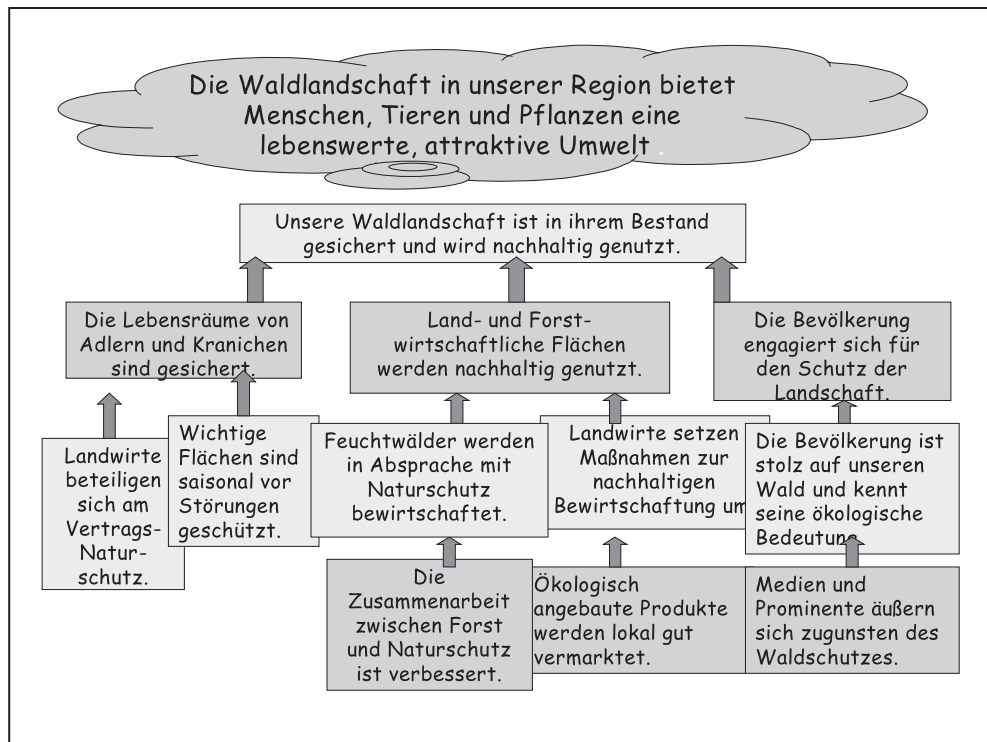 Die Waldlandschaft in unserer Region bietet
Menschen, Tieren und Pflanzen eine
lebenswerte, attraktive Umwelt .
Unsere Waldlandschaft ist in ihrem Bestand
gesichert und wird nachhaltig genutzt.
Die Lebensräume von
Adlern und Kranichen
sind gesichert.
Land- und Forst-
wirtschaftliche Flächen
werden nachhaltig genutzt.
Die Bevölkerung
engagiert sich für
den Schutz der
Landschaft.
Landwirte
beteiligen
sich am
Vertrags-
Natur-
schutz.
Wichtige
Flächen sind
saisonal vor
Störungen
geschützt.
Feuchtwälder werden
in Absprache mit
Naturschutz
bewirtschaftet.
Landwirte setzen
Maßnahmen zur
nachhaltigen
Bewirtschaftung um
Die Bevölkerung ist
stolz auf unseren
Wald und kennt
seine ökologische
Bedeutung
Die
Zusammenarbeit
zwischen Forst
und Naturschutz
ist verbessert.
Ökologisch
angebaute Produkte
werden lokal gut
vermarktet.
Medien und
Prominente äußern
sich zugunsten des
Waldschutzes.